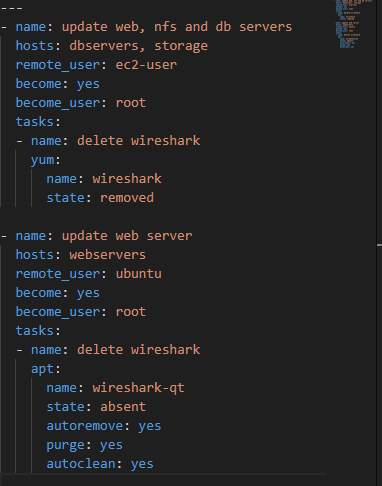 ---
- name: update web, nfs and db servers
  hosts: dbservers, storage
  remote_user: ec2-user
  become: yes
  become_user: root
  tasks:
  - name: delete wireshark
    yum:
      name: wireshark
      state: removed

- name: update web server
  hosts: webservers
  remote_user: ubuntu
  become: yes
  become_user: root
  tasks:
  - name: delete wireshark
    apt:
      name: wireshark-qt
      state: absent
      autoremove: yes
      purge: yes
      autoclean: yes